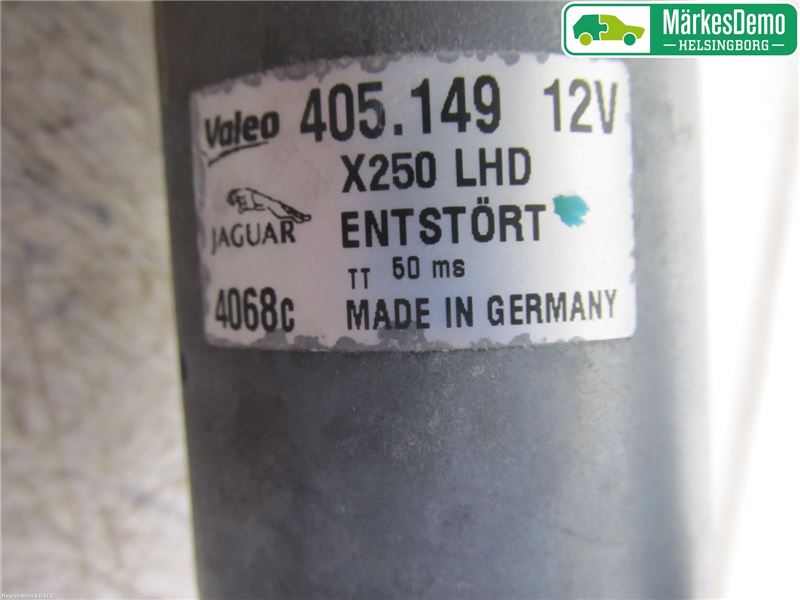 MärkesDemo
HELSINGBORG
Valeo 405.149 12V
X250 LHD
JAGUAR ENTSTÖRT
TT 50 ms
4068C MADE IN GERMANY